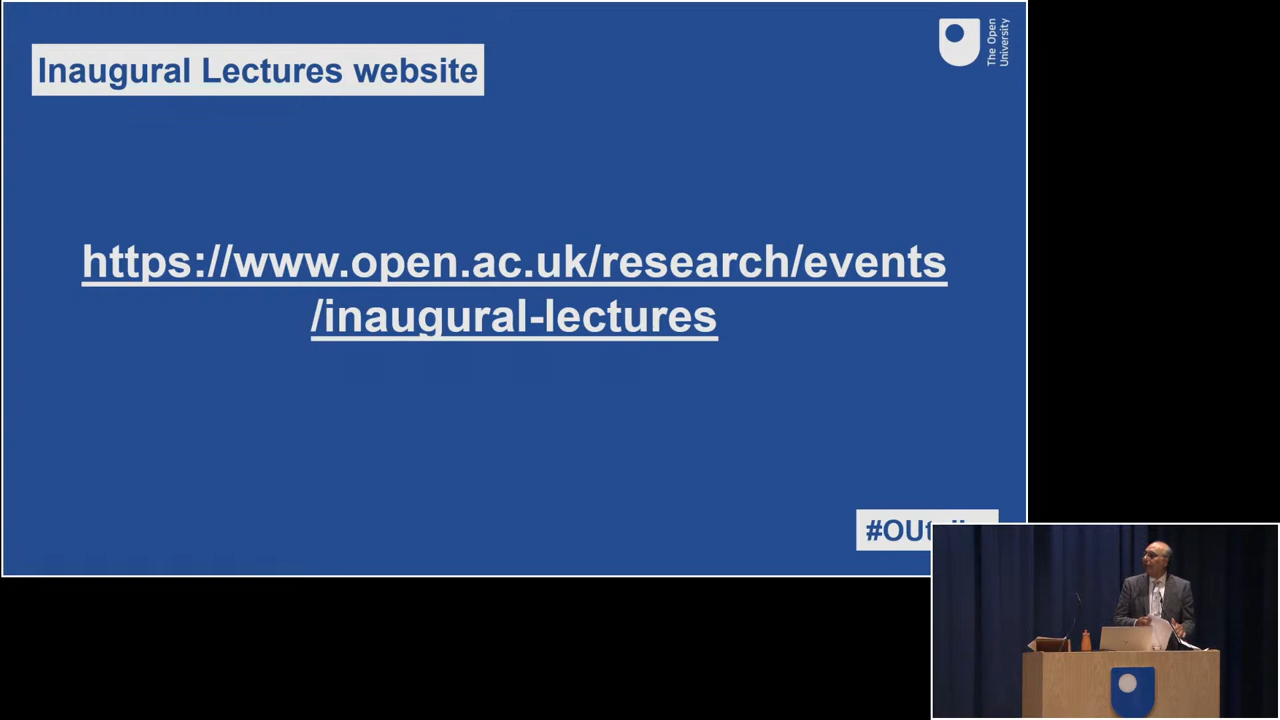 Inaugural Lectures website
The Open
University
https://www.open.ac.uk/research/events
/inaugural-lectures